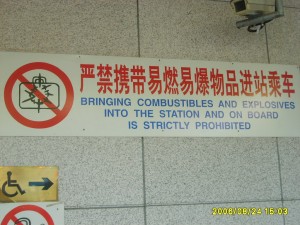 严禁携带易燃易爆物品进站乘车
BRINGING COMBUSTIBLES AND EXPLOSIVES
INTO THE STATION AND ON BOARD
IS STRICTLY PROHIBITED
2008/08/24 15:03